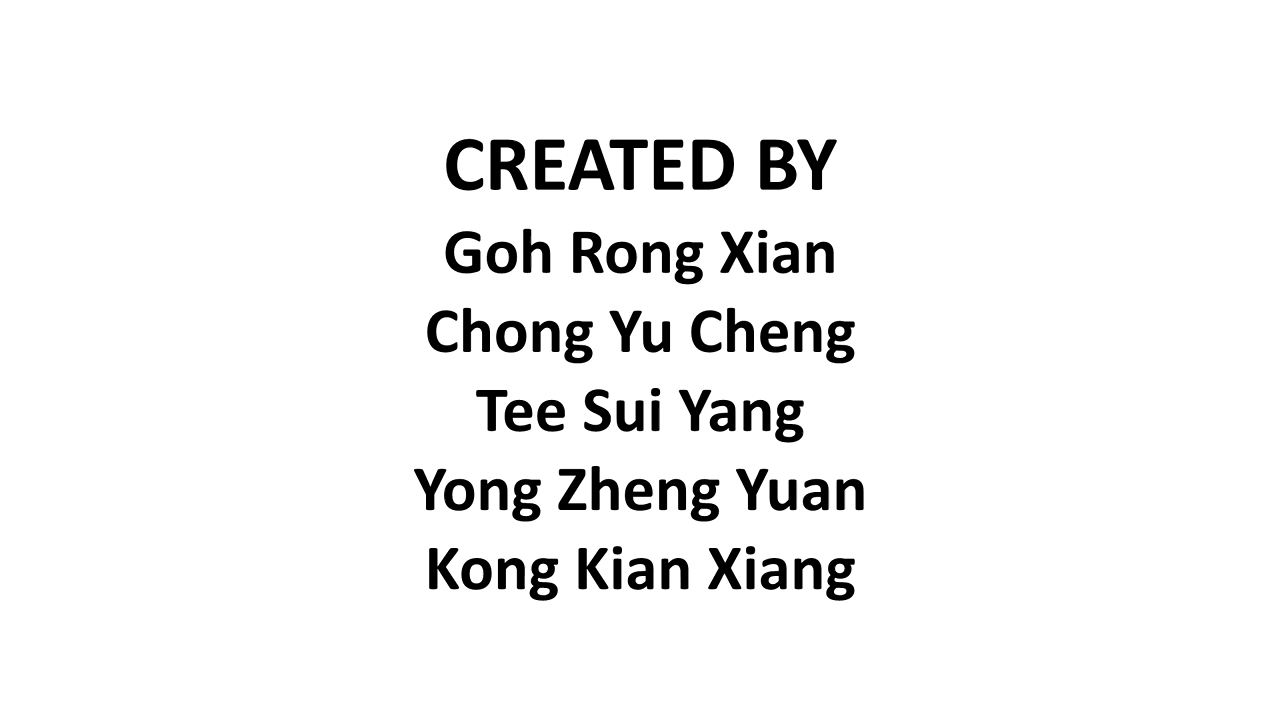 CREATED BY
Goh Rong Xian
Chong Yu Cheng
Tee Sui Yang
Yong Zheng Yuan
Kong Kian Xiang